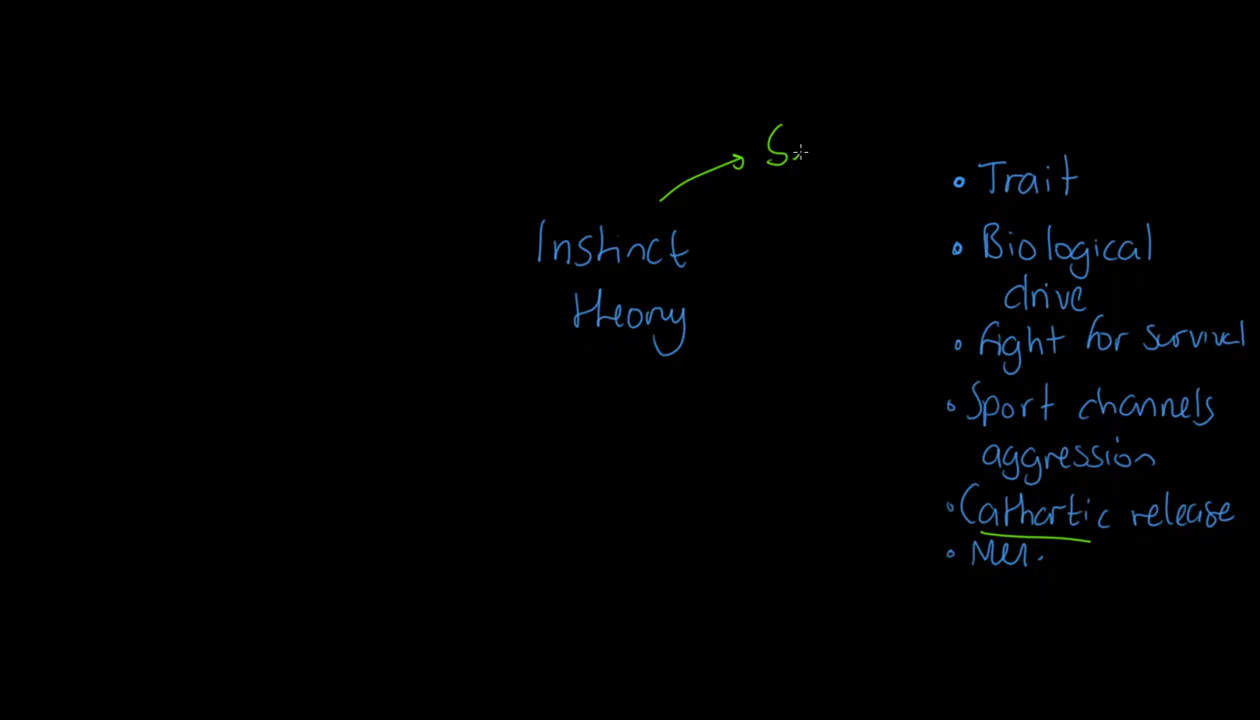 S
Instinct
theory
• Trait
• Biological
drive
• fight for survival
• Sport channels
aggression
• Cathartic release